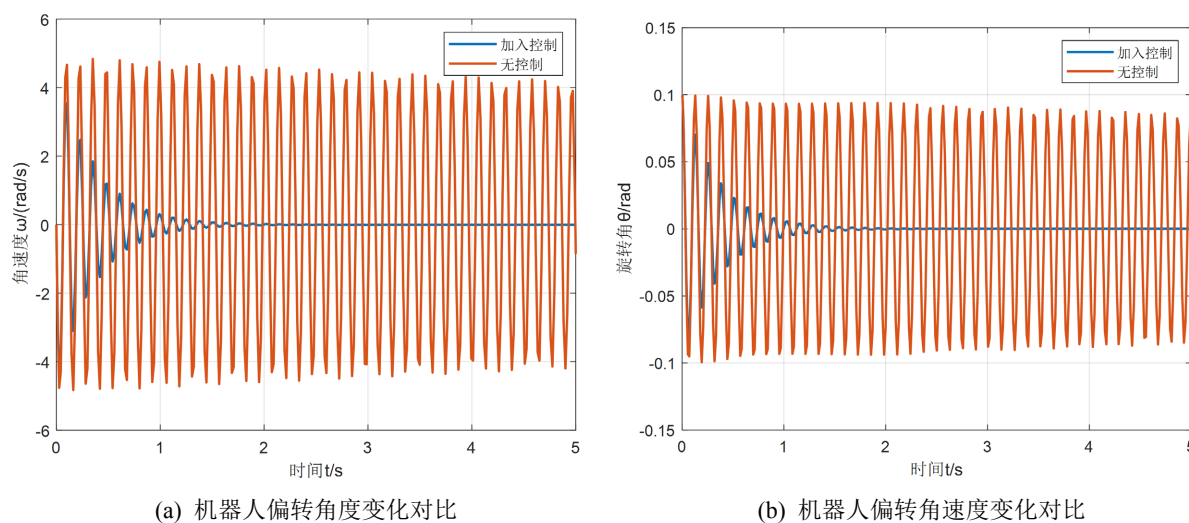 6
4
2
0
-2
-4
-6
0
1
2
3
4
5
角速度ω/(rad/s)
时间t/s
加入控制
无控制
(a) 机器人偏转角度变化对比
0.15
0.1
0.05
0
-0.05
-0.1
-0.15
0
1
2
3
4
5
旋转角θ/rad
时间t/s
加入控制
无控制
(b) 机器人偏转角速度变化对比